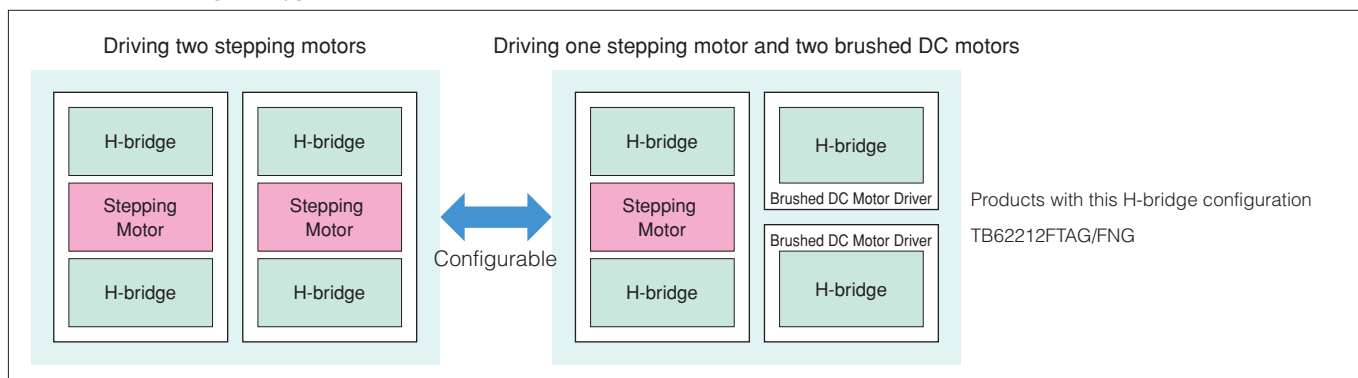 Driving two stepping motors
H-bridge
Stepping
Motor
H-bridge
H-bridge
Stepping
Motor
H-bridge
Configurable
Driving one stepping motor and two brushed DC motors
H-bridge
Stepping
Motor
H-bridge
H-bridge
Brushed DC Motor Driver
Brushed DC Motor Driver
H-bridge
Products with this H-bridge configuration
TB62212FTAG/FNG